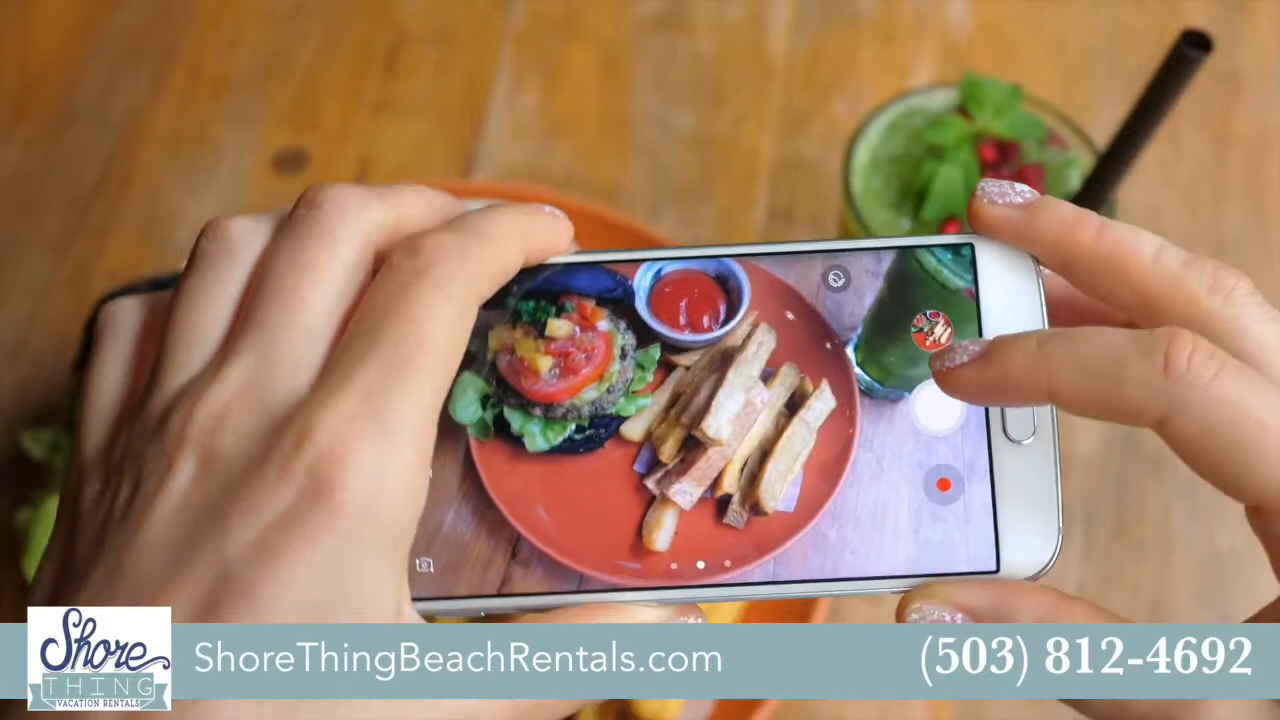 Shore
THING
VACATION RENTALS
ShoreThingBeachRentals.com
(503) 812-4692